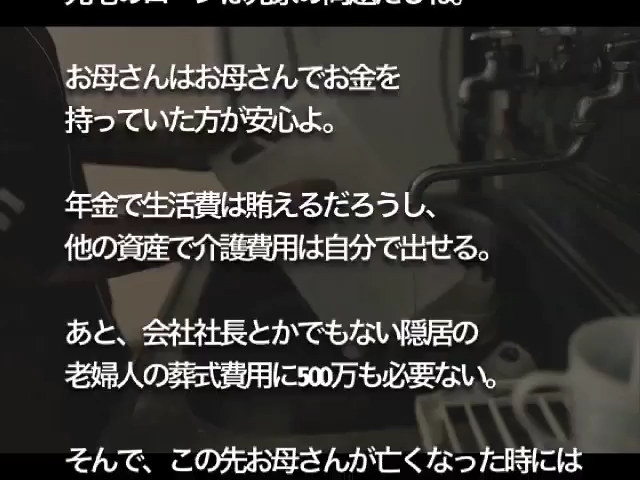 お母さんはお母さんでお金を
持っていた方が安心よ。
年金で生活費は賄えるだろうし、
他の資産で介護費用は自分で出せる。
あと、会社社長とかでもない隠居の
老婦人の葬式費用に500万も必要ない。
そんで、この先お母さんが亡くなった時には